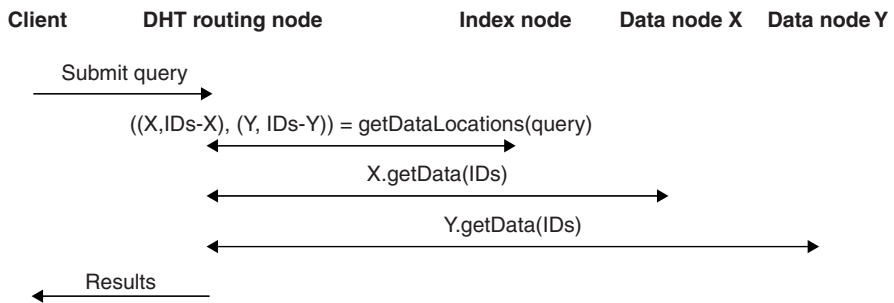 Client DHT routing node Index node Data node X Data node Y
Submit query
((X,IDs-X), (Y, IDs-Y)) = getDataLocations(query)
X.getData(IDs)
Y.getData(IDs)
Results